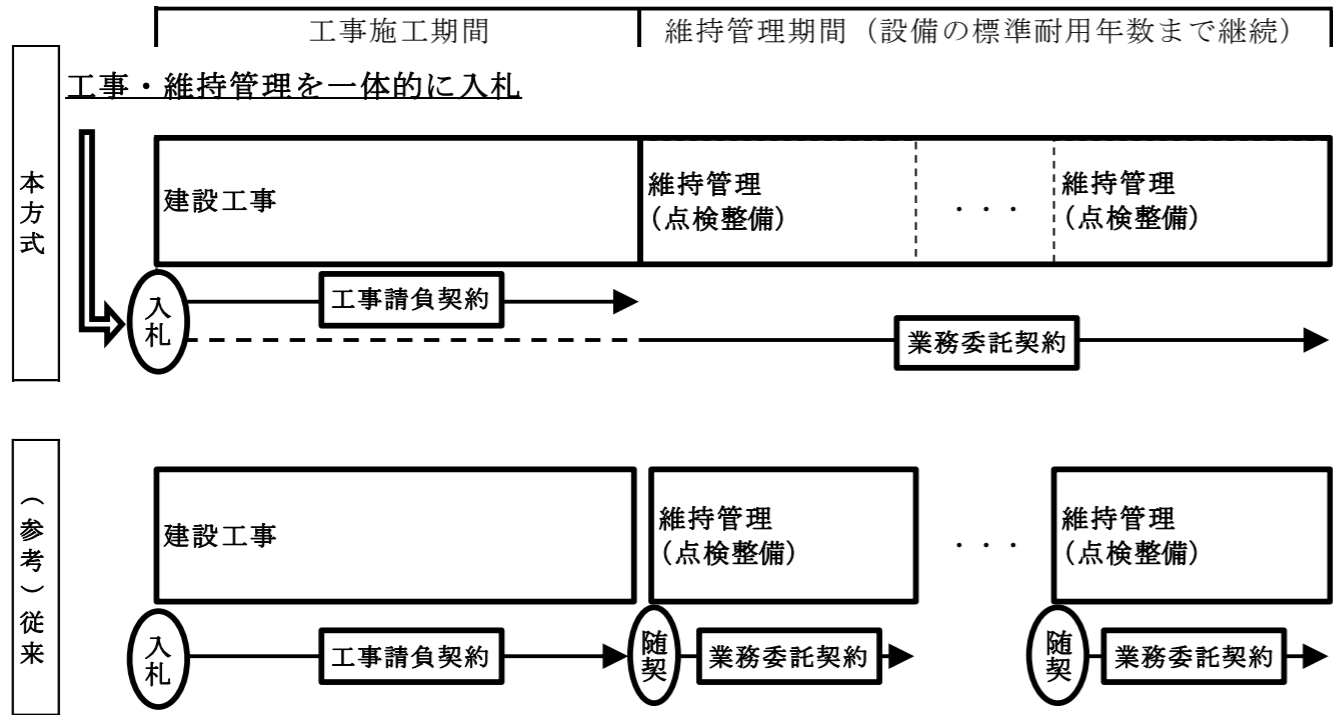 工事施工期間
維持管理期間（設備の標準耐用年数まで継続）
本方式
工事・維持管理を一体的に入札
建設工事
維持管理
(点検整備)
・・・
維持管理
(点検整備)
入札
工事請負契約
業務委託契約
（参考）従来
建設工事
維持管理
(点検整備)
・・・
維持管理
(点検整備)
入札
工事請負契約
随契
業務委託契約
随契
業務委託契約